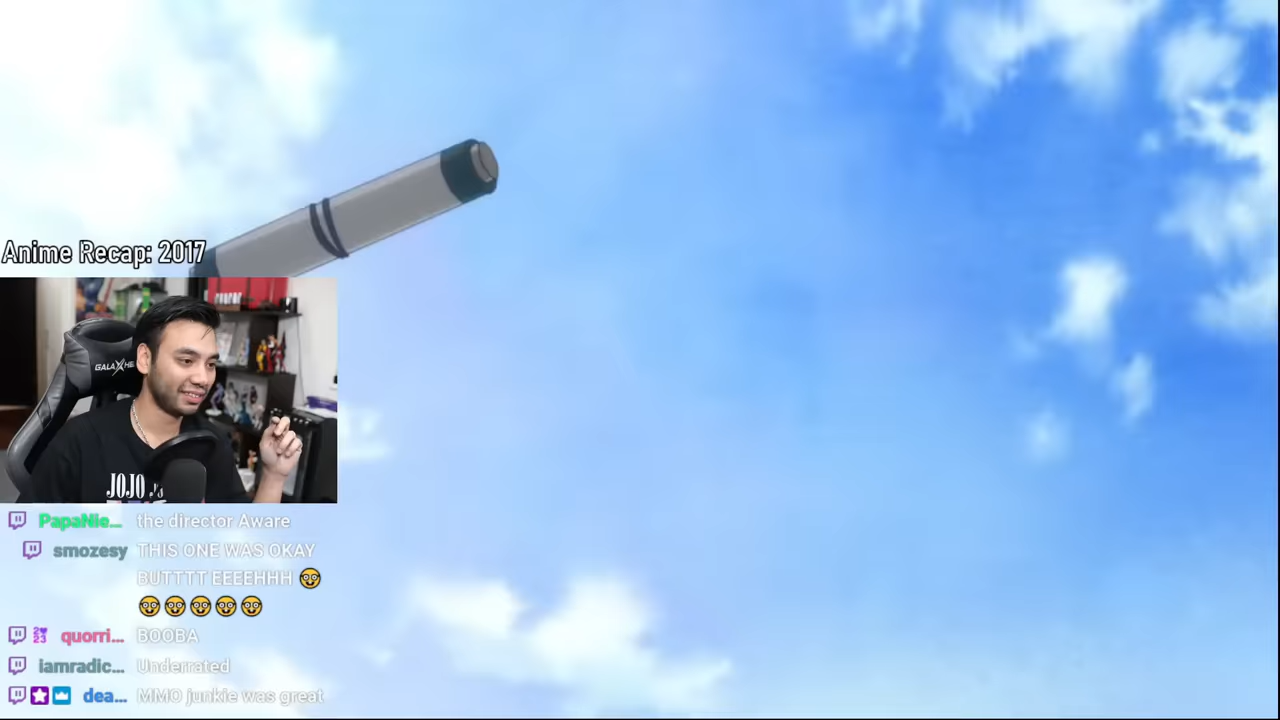 Anime Recap: 2017
GALAXHE
JOJO
PapaNie... the director Aware
smozesy THIS ONE WAS OKAY
BUTTTT EEEEHHH
quorri... BOOBA
iamradic... Underrated
dea... MMO junkie was great